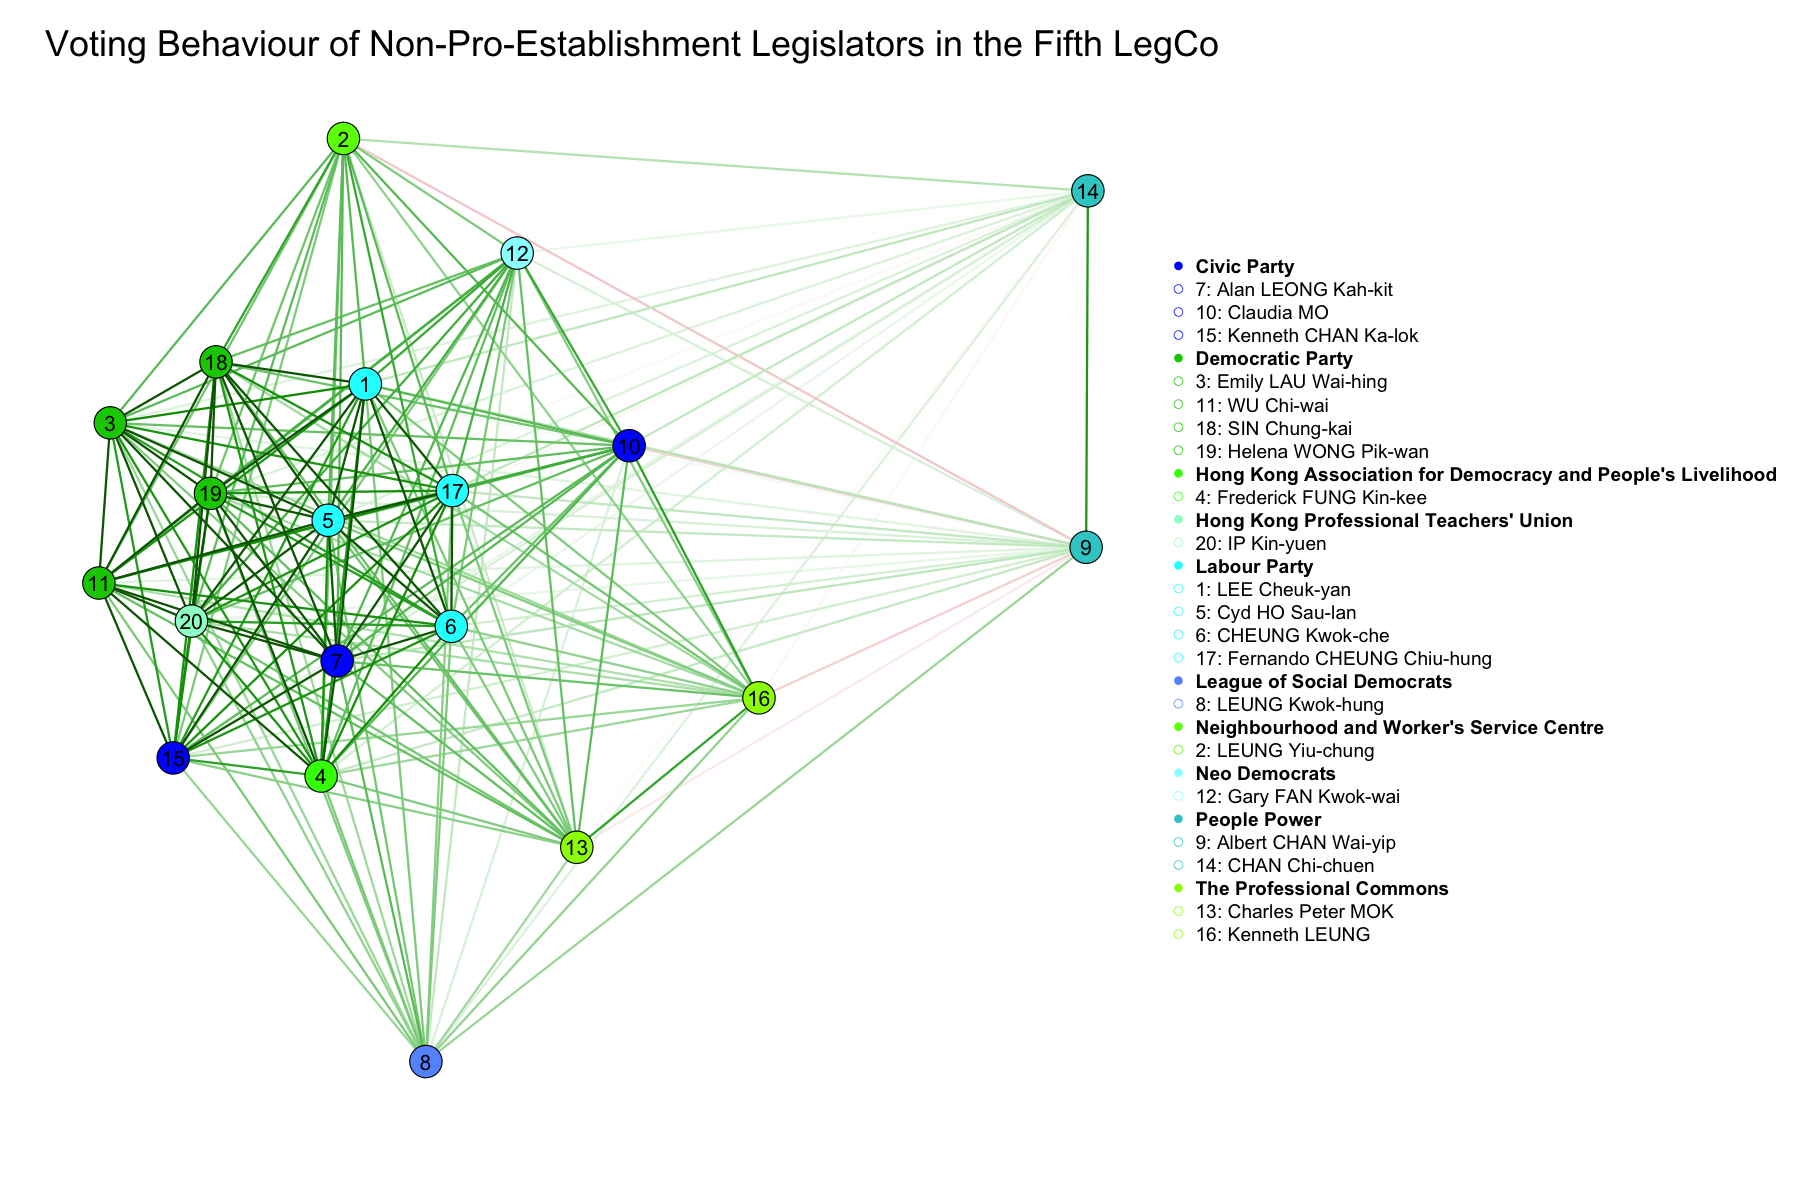 Voting Behaviour of Non-Pro-Establishment Legislators in the Fifth LegCo
2
14
12
18
1
3
10
17
19
5
9
11
20
6
7
16
15
4
13
8
Civic Party
7: Alan LEONG Kah-kit
10: Claudia MO
15: Kenneth CHAN Ka-lok
Democratic Party
3: Emily LAU Wai-hing
11: WU Chi-wai
18: SIN Chung-kai
19: Helena WONG Pik-wan
Hong Kong Association for Democracy and People's Livelihood
4: Frederick FUNG Kin-kee
Hong Kong Professional Teachers' Union
20: IP Kin-yuen
Labour Party
1: LEE Cheuk-yan
5: Cyd HO Sau-lan
6: CHEUNG Kwok-che
17: Fernando CHEUNG Chiu-hung
League of Social Democrats
8: LEUNG Kwok-hung
Neighbourhood and Worker's Service Centre
2: LEUNG Yiu-chung
Neo Democrats
12: Gary FAN Kwok-wai
People Power
9: Albert CHAN Wai-yip
14: CHAN Chi-chuen
The Professional Commons
13: Charles Peter MOK
16: Kenneth LEUNG